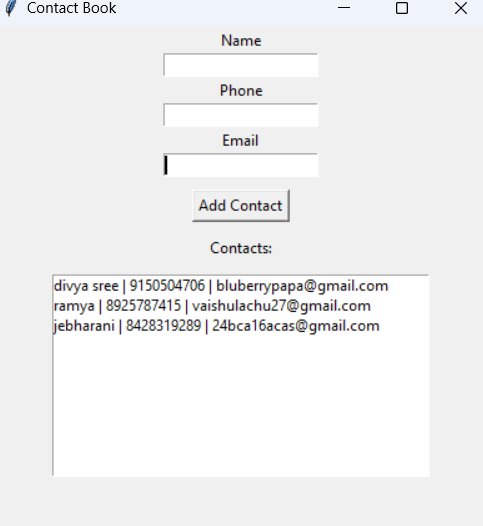 Contact Book
Name
Phone
Email
Add Contact
Contacts:
divya sree | 9150504706 | bluberrypapa@gmail.com
ramya | 8925787415 | vaishulachu27@gmail.com
jebharani | 8428319289 | 24bca16acas@gmail.com